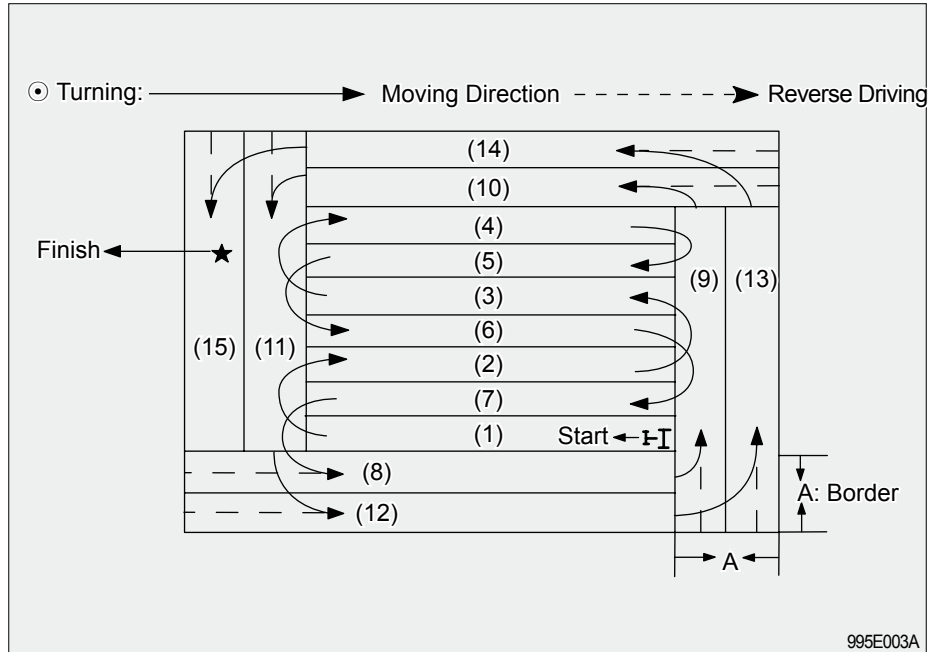 ⊙ Turning: Moving Direction Reverse Driving
(14)
(10)
(4)
Finish
(5)
(9) (13)
(3)
(6)
(15) (11)
(2)
(7)
(1) Start
(8)
A: Border
(12)
A
995E003A